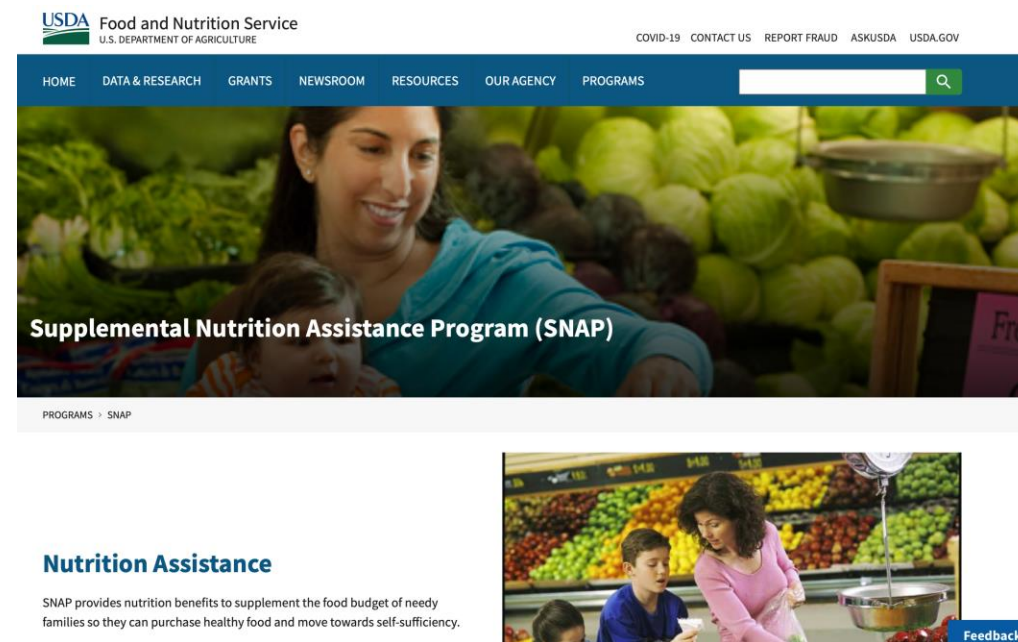 USDA Food and Nutrition Service
U.S. DEPARTMENT OF AGRICULTURE
COVID-19 CONTACT US REPORT FRAUD ASKUSDA USDA.GOV
HOME DATA & RESEARCH GRANTS NEWSROOM RESOURCES OUR AGENCY PROGRAMS
Supplemental Nutrition Assistance Program (SNAP)
PROGRAMS > SNAP
Nutrition Assistance
SNAP provides nutrition benefits to supplement the food budget of needy
families so they can purchase healthy food and move towards self-sufficiency.
Feedback